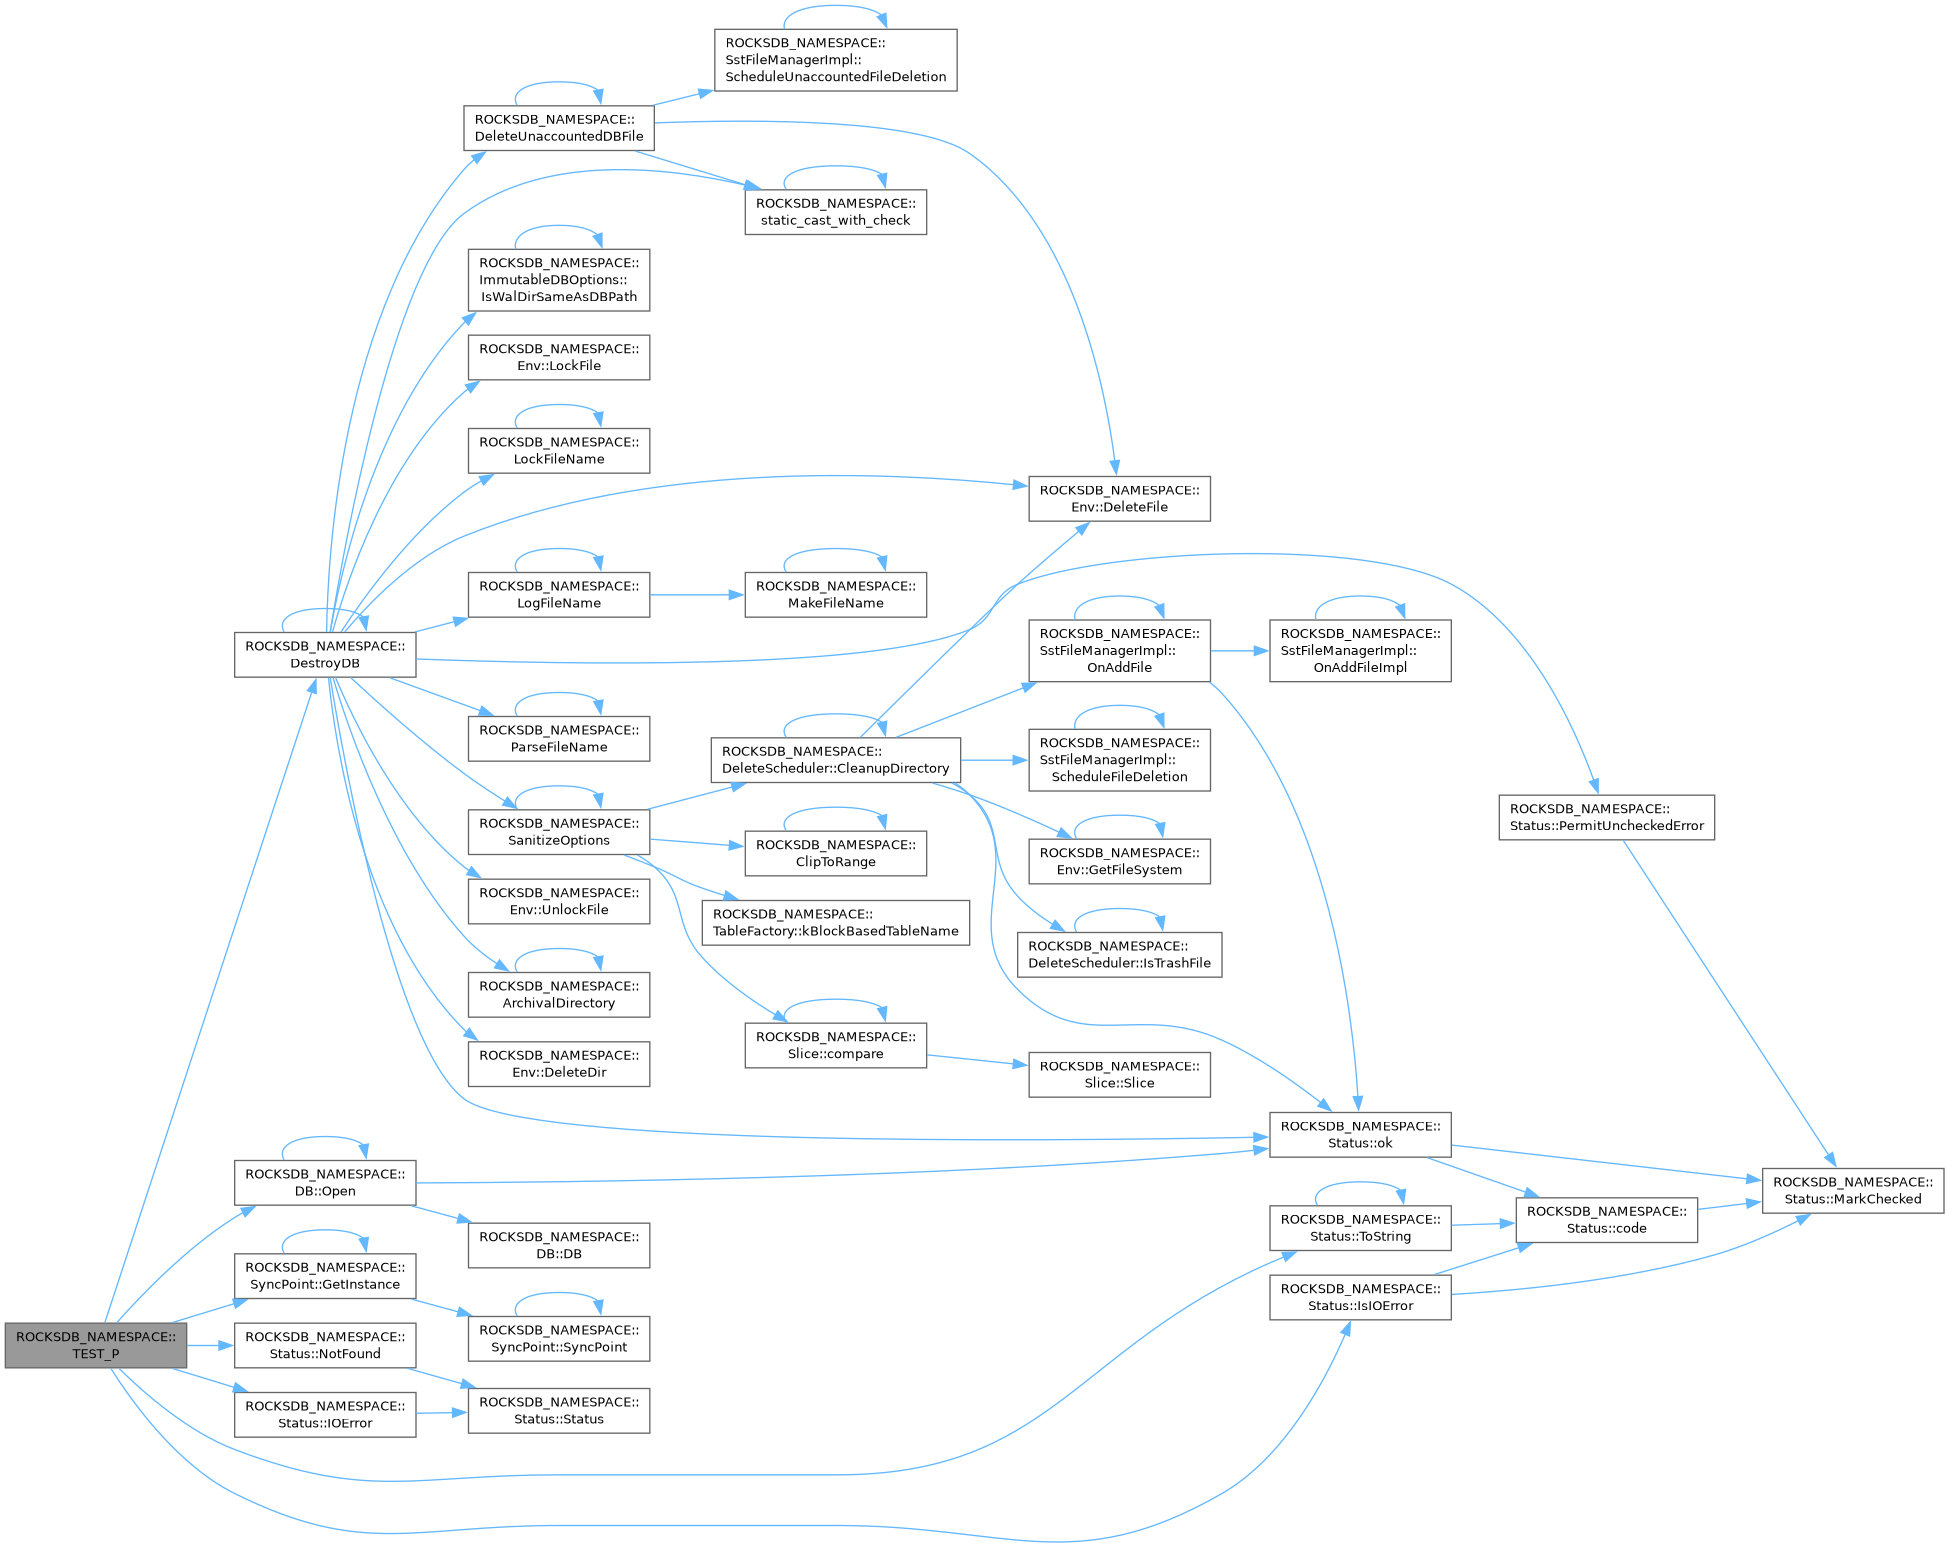 ROCKSDB_NAMESPACE::
SstFileManagerImpl::
ScheduleUnaccountedFileDeletion
ROCKSDB_NAMESPACE::
DeleteUnaccountedDBFile
ROCKSDB_NAMESPACE::
static_cast_with_check
ROCKSDB_NAMESPACE::
ImmutableDBOptions::
IsWalDirSameAsDBPath
ROCKSDB_NAMESPACE::
Env::LockFile
ROCKSDB_NAMESPACE::
LockFileName
ROCKSDB_NAMESPACE::
Env::DeleteFile
ROCKSDB_NAMESPACE::
LogFileName
ROCKSDB_NAMESPACE::
MakeFileName
ROCKSDB_NAMESPACE::
DestroyDB
ROCKSDB_NAMESPACE::
SstFileManagerImpl::
OnAddFile
ROCKSDB_NAMESPACE::
SstFileManagerImpl::
OnAddFileImpl
ROCKSDB_NAMESPACE::
ParseFileName
ROCKSDB_NAMESPACE::
DeleteScheduler::CleanupDirectory
ROCKSDB_NAMESPACE::
SstFileManagerImpl::
ScheduleFileDeletion
ROCKSDB_NAMESPACE::
Status::PermitUncheckedError
ROCKSDB_NAMESPACE::
SanitizeOptions
ROCKSDB_NAMESPACE::
ClipToRange
ROCKSDB_NAMESPACE::
Env::GetFileSystem
ROCKSDB_NAMESPACE::
Env::UnlockFile
ROCKSDB_NAMESPACE::
TableFactory::kBlockBasedTableName
ROCKSDB_NAMESPACE::
DeleteScheduler::IsTrashFile
ROCKSDB_NAMESPACE::
ArchivalDirectory
ROCKSDB_NAMESPACE::
Slice::compare
ROCKSDB_NAMESPACE::
Env::DeleteDir
ROCKSDB_NAMESPACE::
Slice::Slice
ROCKSDB_NAMESPACE::
Status::ok
ROCKSDB_NAMESPACE::
DB::Open
ROCKSDB_NAMESPACE::
Status::MarkChecked
ROCKSDB_NAMESPACE::
Status::code
ROCKSDB_NAMESPACE::
Status::ToString
ROCKSDB_NAMESPACE::
DB::DB
ROCKSDB_NAMESPACE::
SyncPoint::GetInstance
ROCKSDB_NAMESPACE::
Status::IsIOError
ROCKSDB_NAMESPACE::
SyncPoint::SyncPoint
ROCKSDB_NAMESPACE::
TEST_P
ROCKSDB_NAMESPACE::
Status::NotFound
ROCKSDB_NAMESPACE::
Status::IOError
ROCKSDB_NAMESPACE::
Status::Status